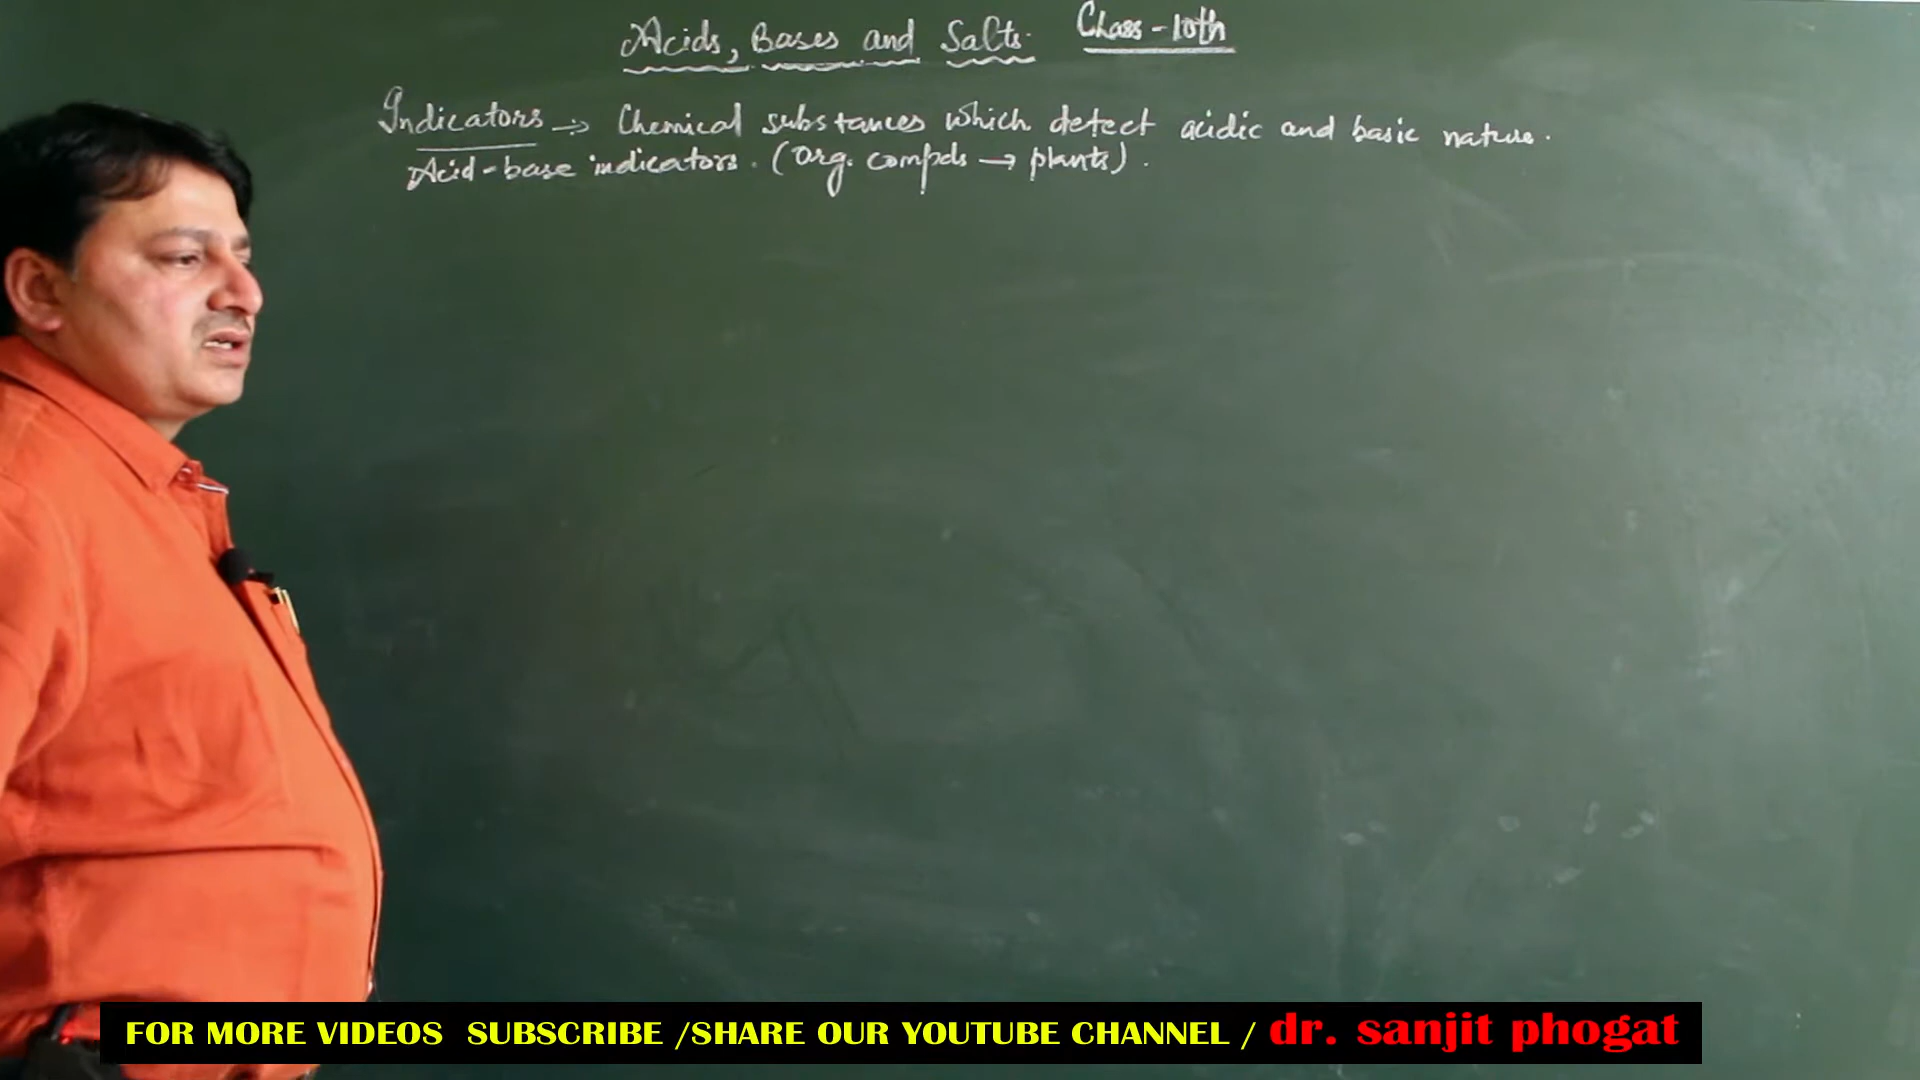 Acids, Bases and Salts. Class-10th
Indicators → Chemical substances which detect acidic and basic nature.
Acid-base indicators. (Org. compds → plants).
FOR MORE VIDEOS SUBSCRIBE /SHARE OUR YOUTUBE CHANNEL / dr. sanjit phogat